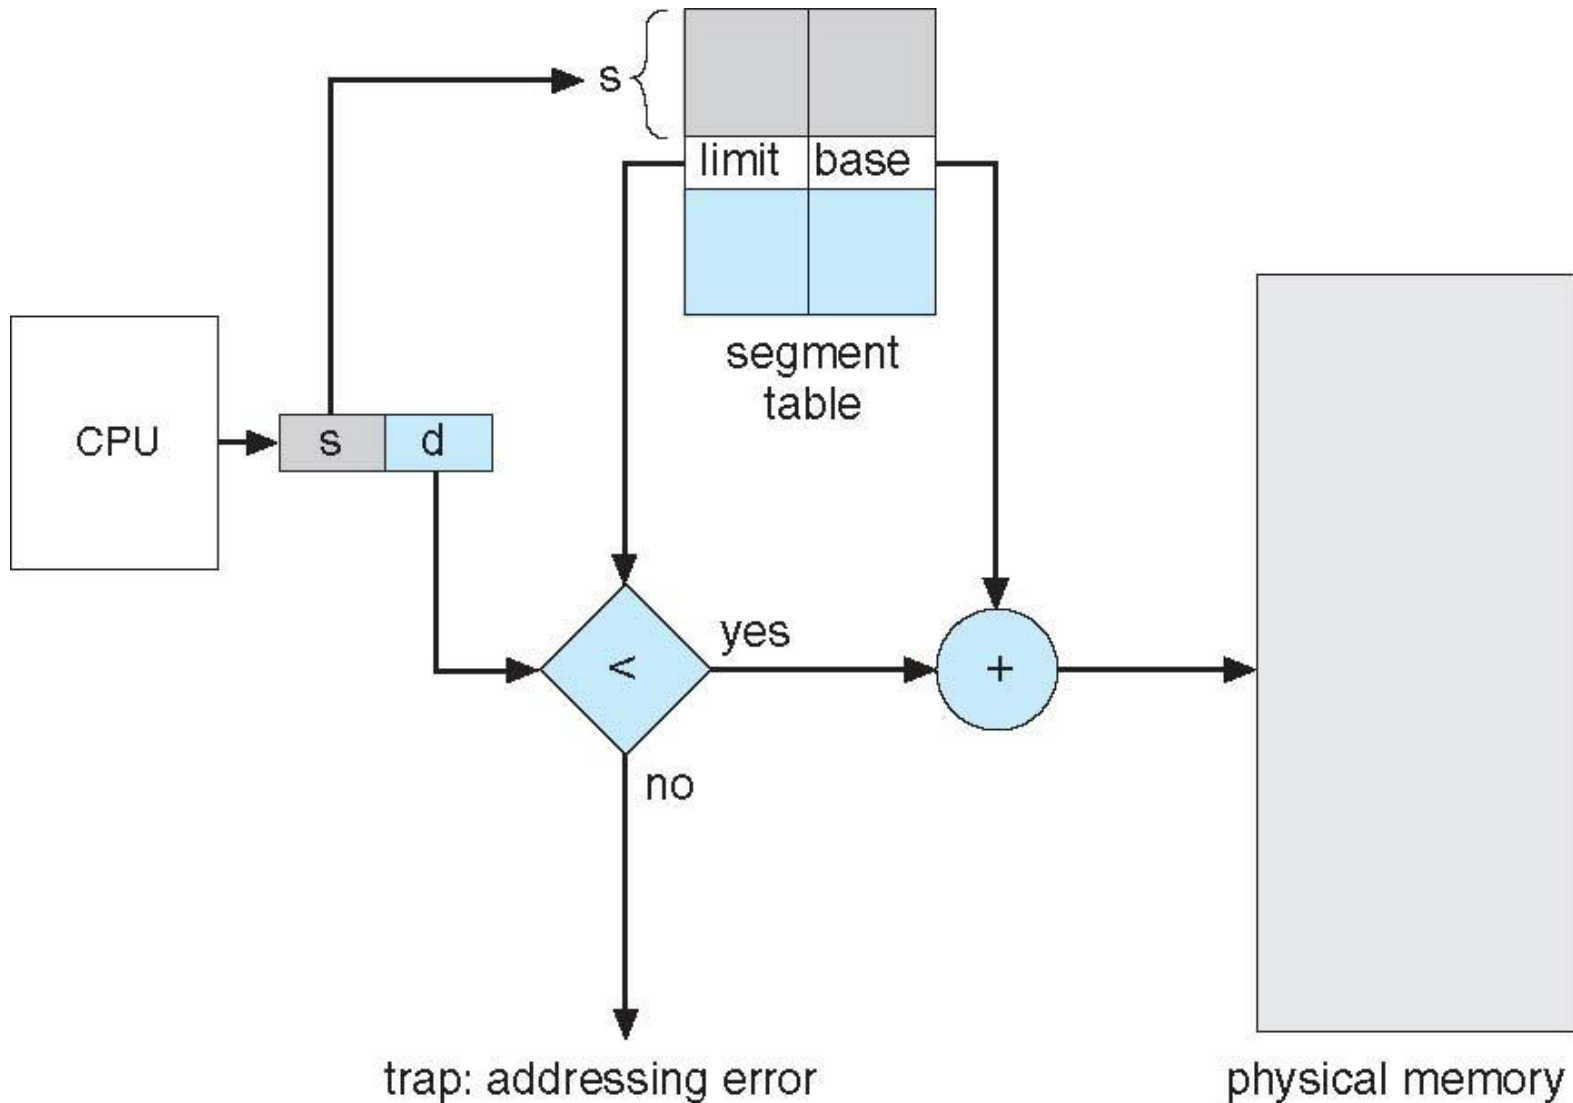 s
limit base
segment
table
CPU
s d
<
yes
+
no
trap: addressing error
physical memory